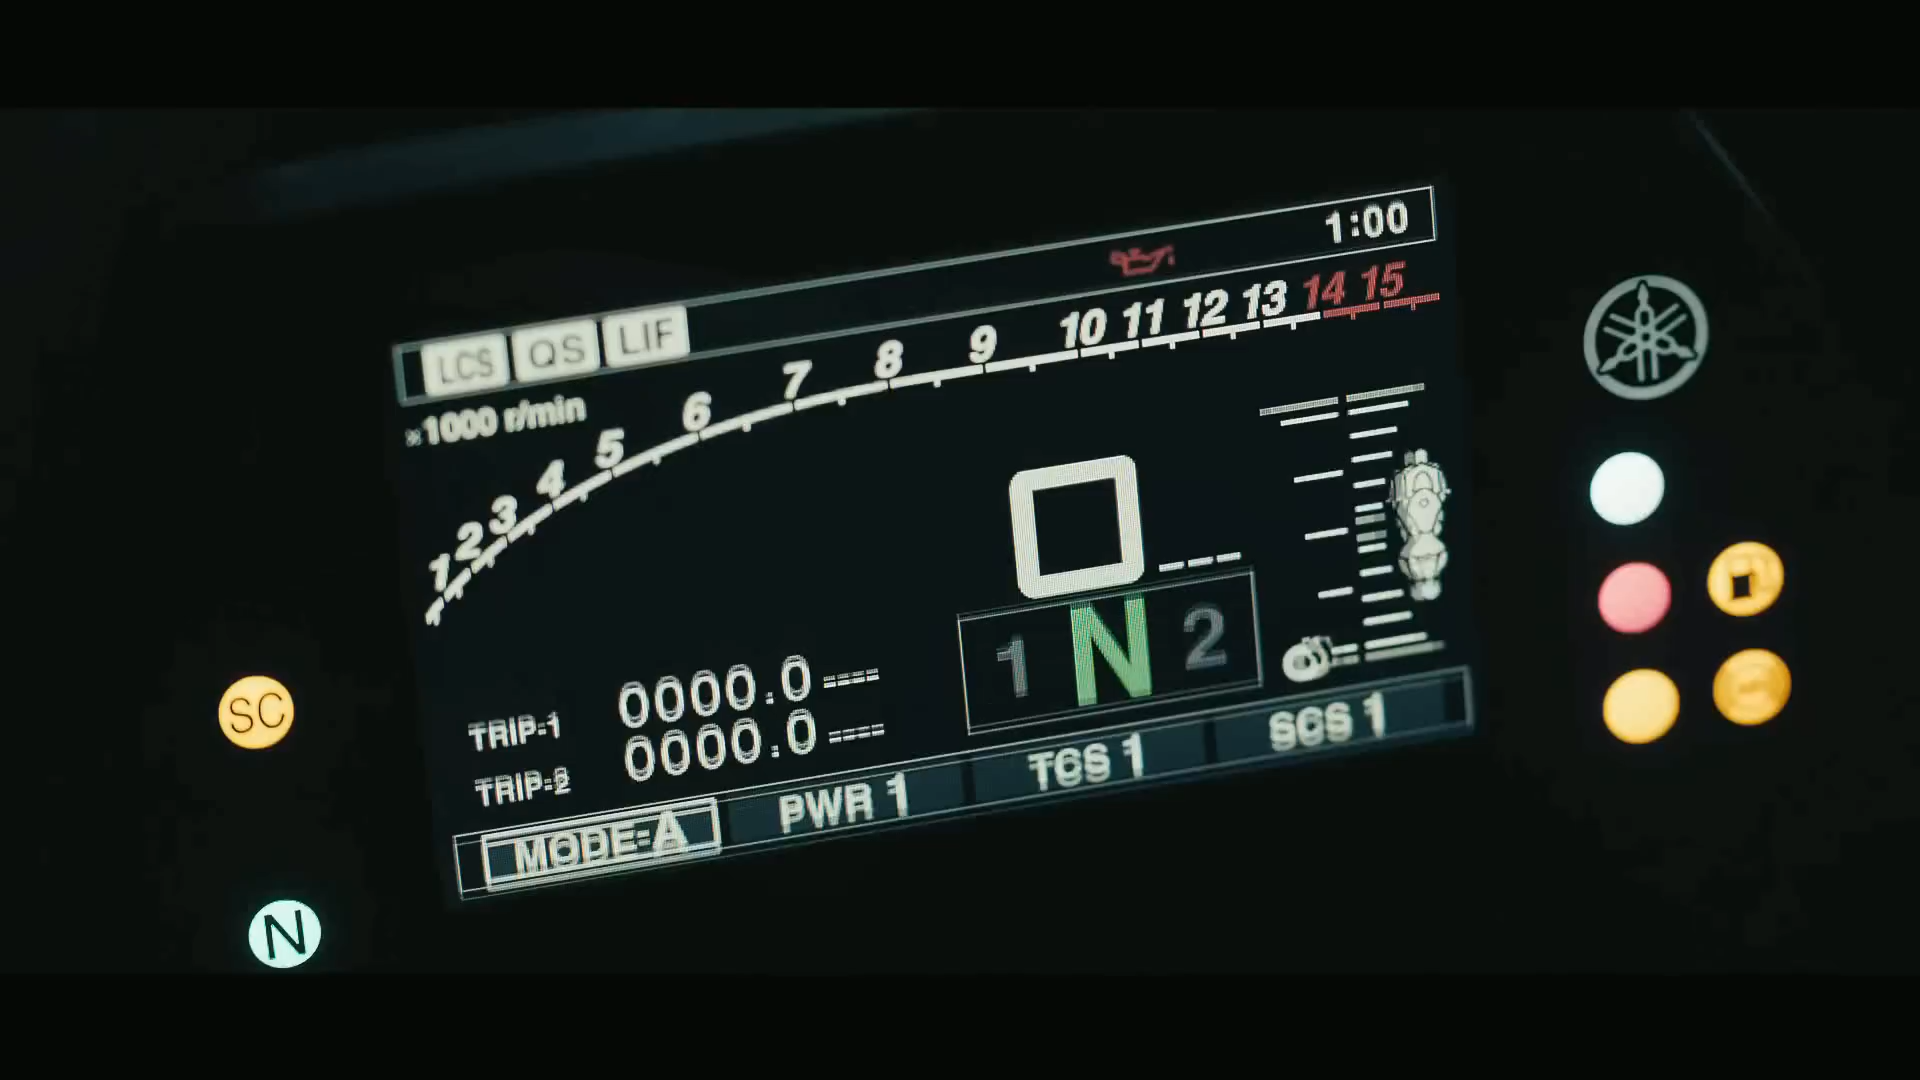 1:00
LCS QS LIF
×1000 r/min
1 2 3 4 5 6 7 8 9 10 11 12 13 14 15
0
1 N 2
TRIP-1 0000.0
TRIP-2 0000.0
MODE-A PWR 1 TCS 1 SCS 1
SC
N